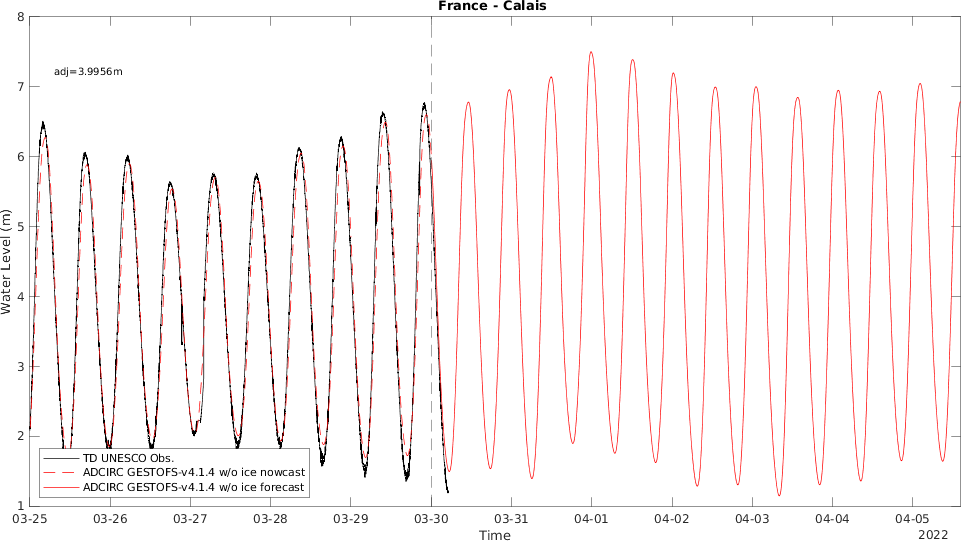 France - Calais
8
adj=3.9956m
7
6
5
4
3
2
1
Water Level (m)
TD UNESCO Obs.
ADCIRC GESTOFS-v4.1.4 w/o ice nowcast
ADCIRC GESTOFS-v4.1.4 w/o ice forecast
03-25 03-26 03-27 03-28 03-29 03-30 03-31 04-01 04-02 04-03 04-04 04-05
Time
2022